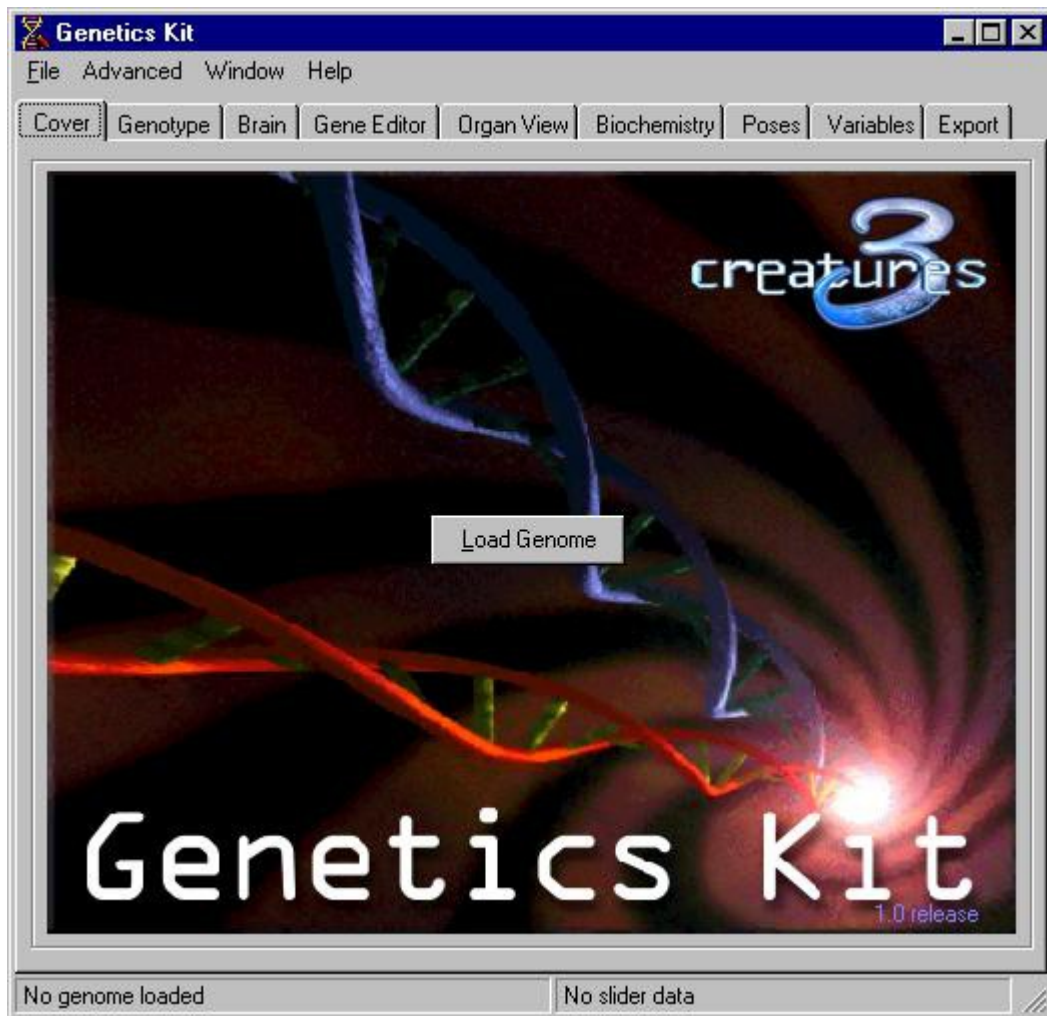 Genetics Kit
File Advanced Window Help
Cover Genotype Brain Gene Editor Organ View Biochemistry Poses Variables Export
creatures 3
Load Genome
Genetics Kit
1.0 release
No genome loaded No slider data